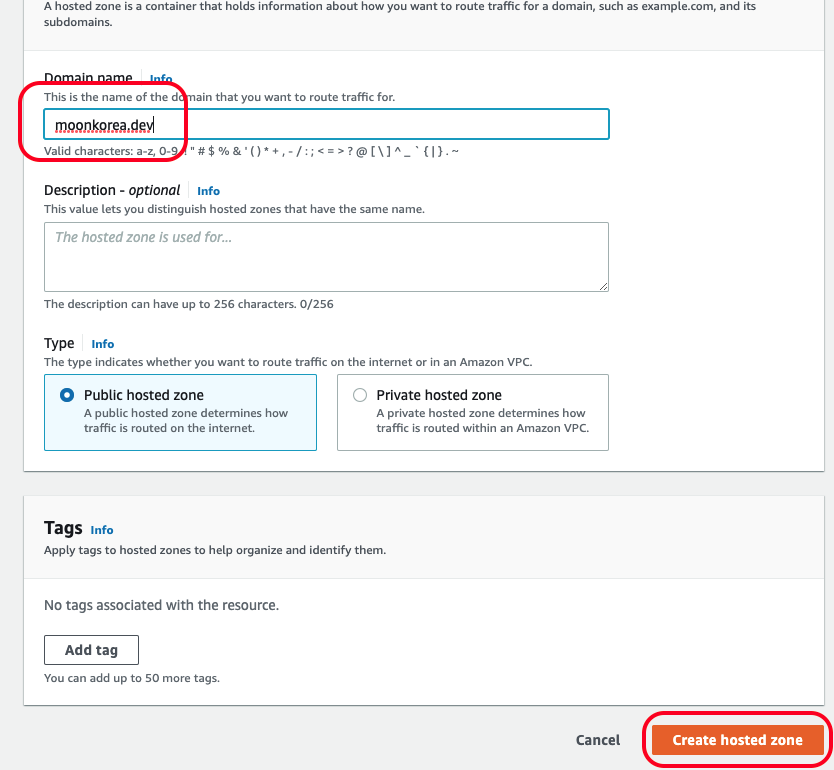 A hosted zone is a container that holds information about how you want to route traffic for a domain, such as example.com, and its
subdomains.
Domain name Info
This is the name of the domain that you want to route traffic for.
moonkorea.dev
Valid characters: a-z, 0-9, ! " # $ % & ' ( ) * + , - / : ; < = > ? @ [ \ ] ^ _ ` { | } . ~
Description - optional Info
This value lets you distinguish hosted zones that have the same name.
The hosted zone is used for...
The description can have up to 256 characters. 0/256
Type Info
The type indicates whether you want to route traffic on the internet or in an Amazon VPC.
Public hosted zone
A public hosted zone determines how
traffic is routed on the internet.
Private hosted zone
A private hosted zone determines how
traffic is routed within an Amazon VPC.
Tags Info
Apply tags to hosted zones to help organize and identify them.
No tags associated with the resource.
Add tag
You can add up to 50 more tags.
Cancel
Create hosted zone